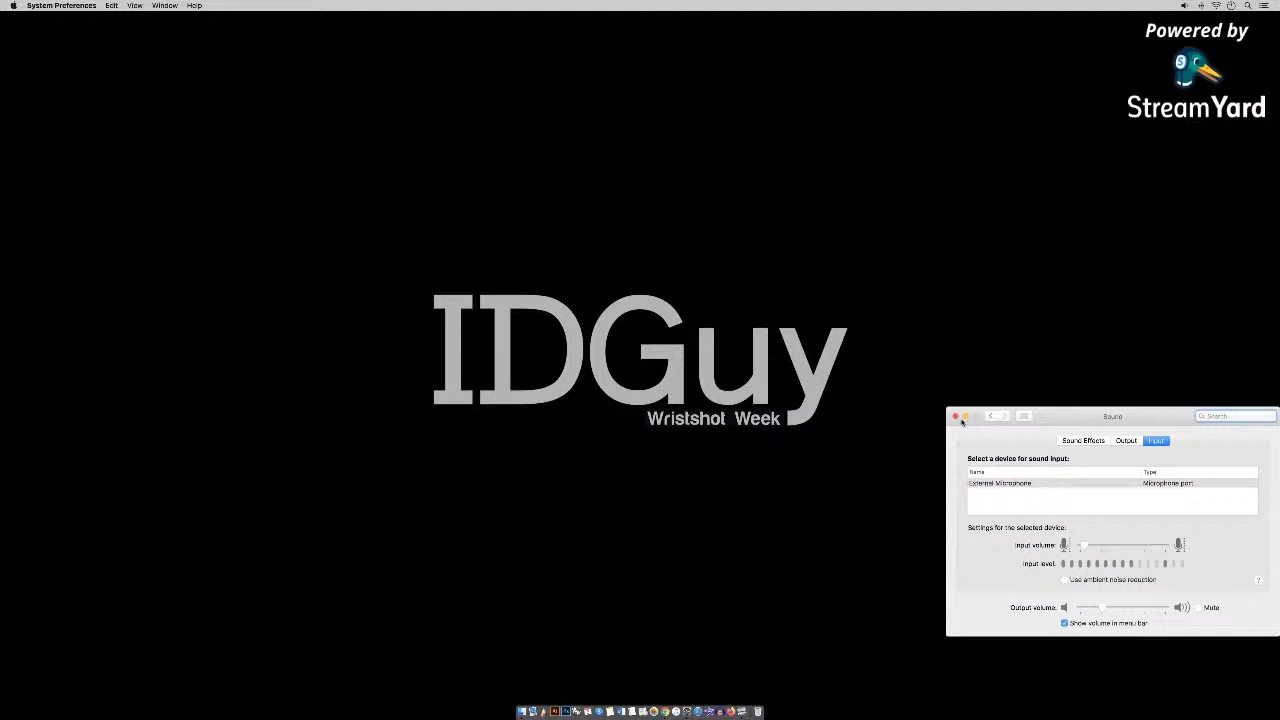 System Preferences Edit View Window Help
Powered by
StreamYard
IDGuy
Wristshot Week
Sound
Search
Sound Effects Output Input
Select a device for sound input:
Name Type
External Microphone Microphone port
Settings for the selected device:
Input volume:
Input level:
Use ambient noise reduction
?
Output volume: Mute
Show volume in menu bar